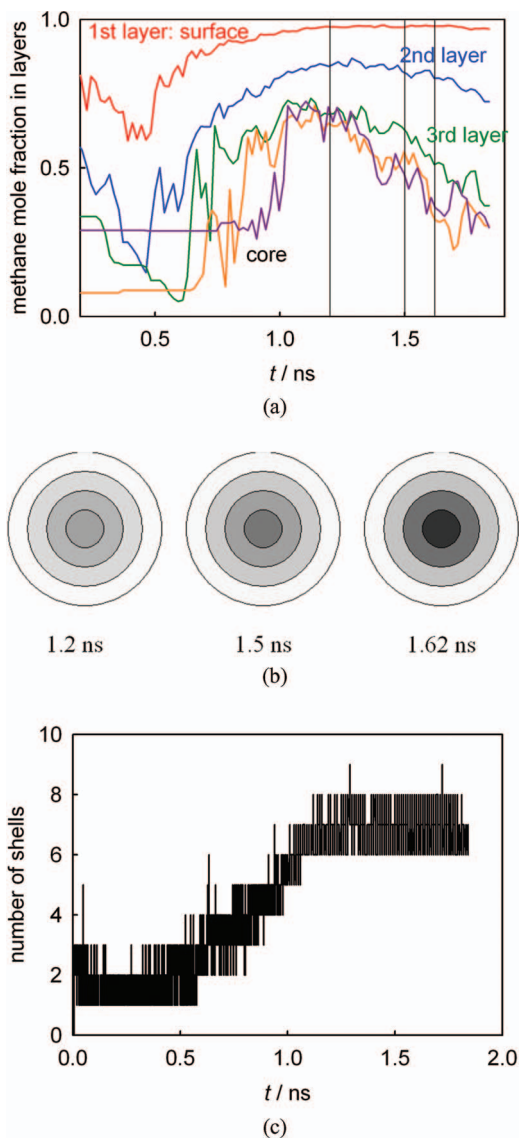 methane mole fraction in layers
1.0
0.5
0.0
1st layer: surface
2nd layer
3rd layer
core
0.5 1.0 1.5
t / ns
(a)
1.2 ns 1.5 ns 1.62 ns
(b)
number of shells
10
8
6
4
2
0
0.0 0.5 1.0 1.5 2.0
t / ns
(c)